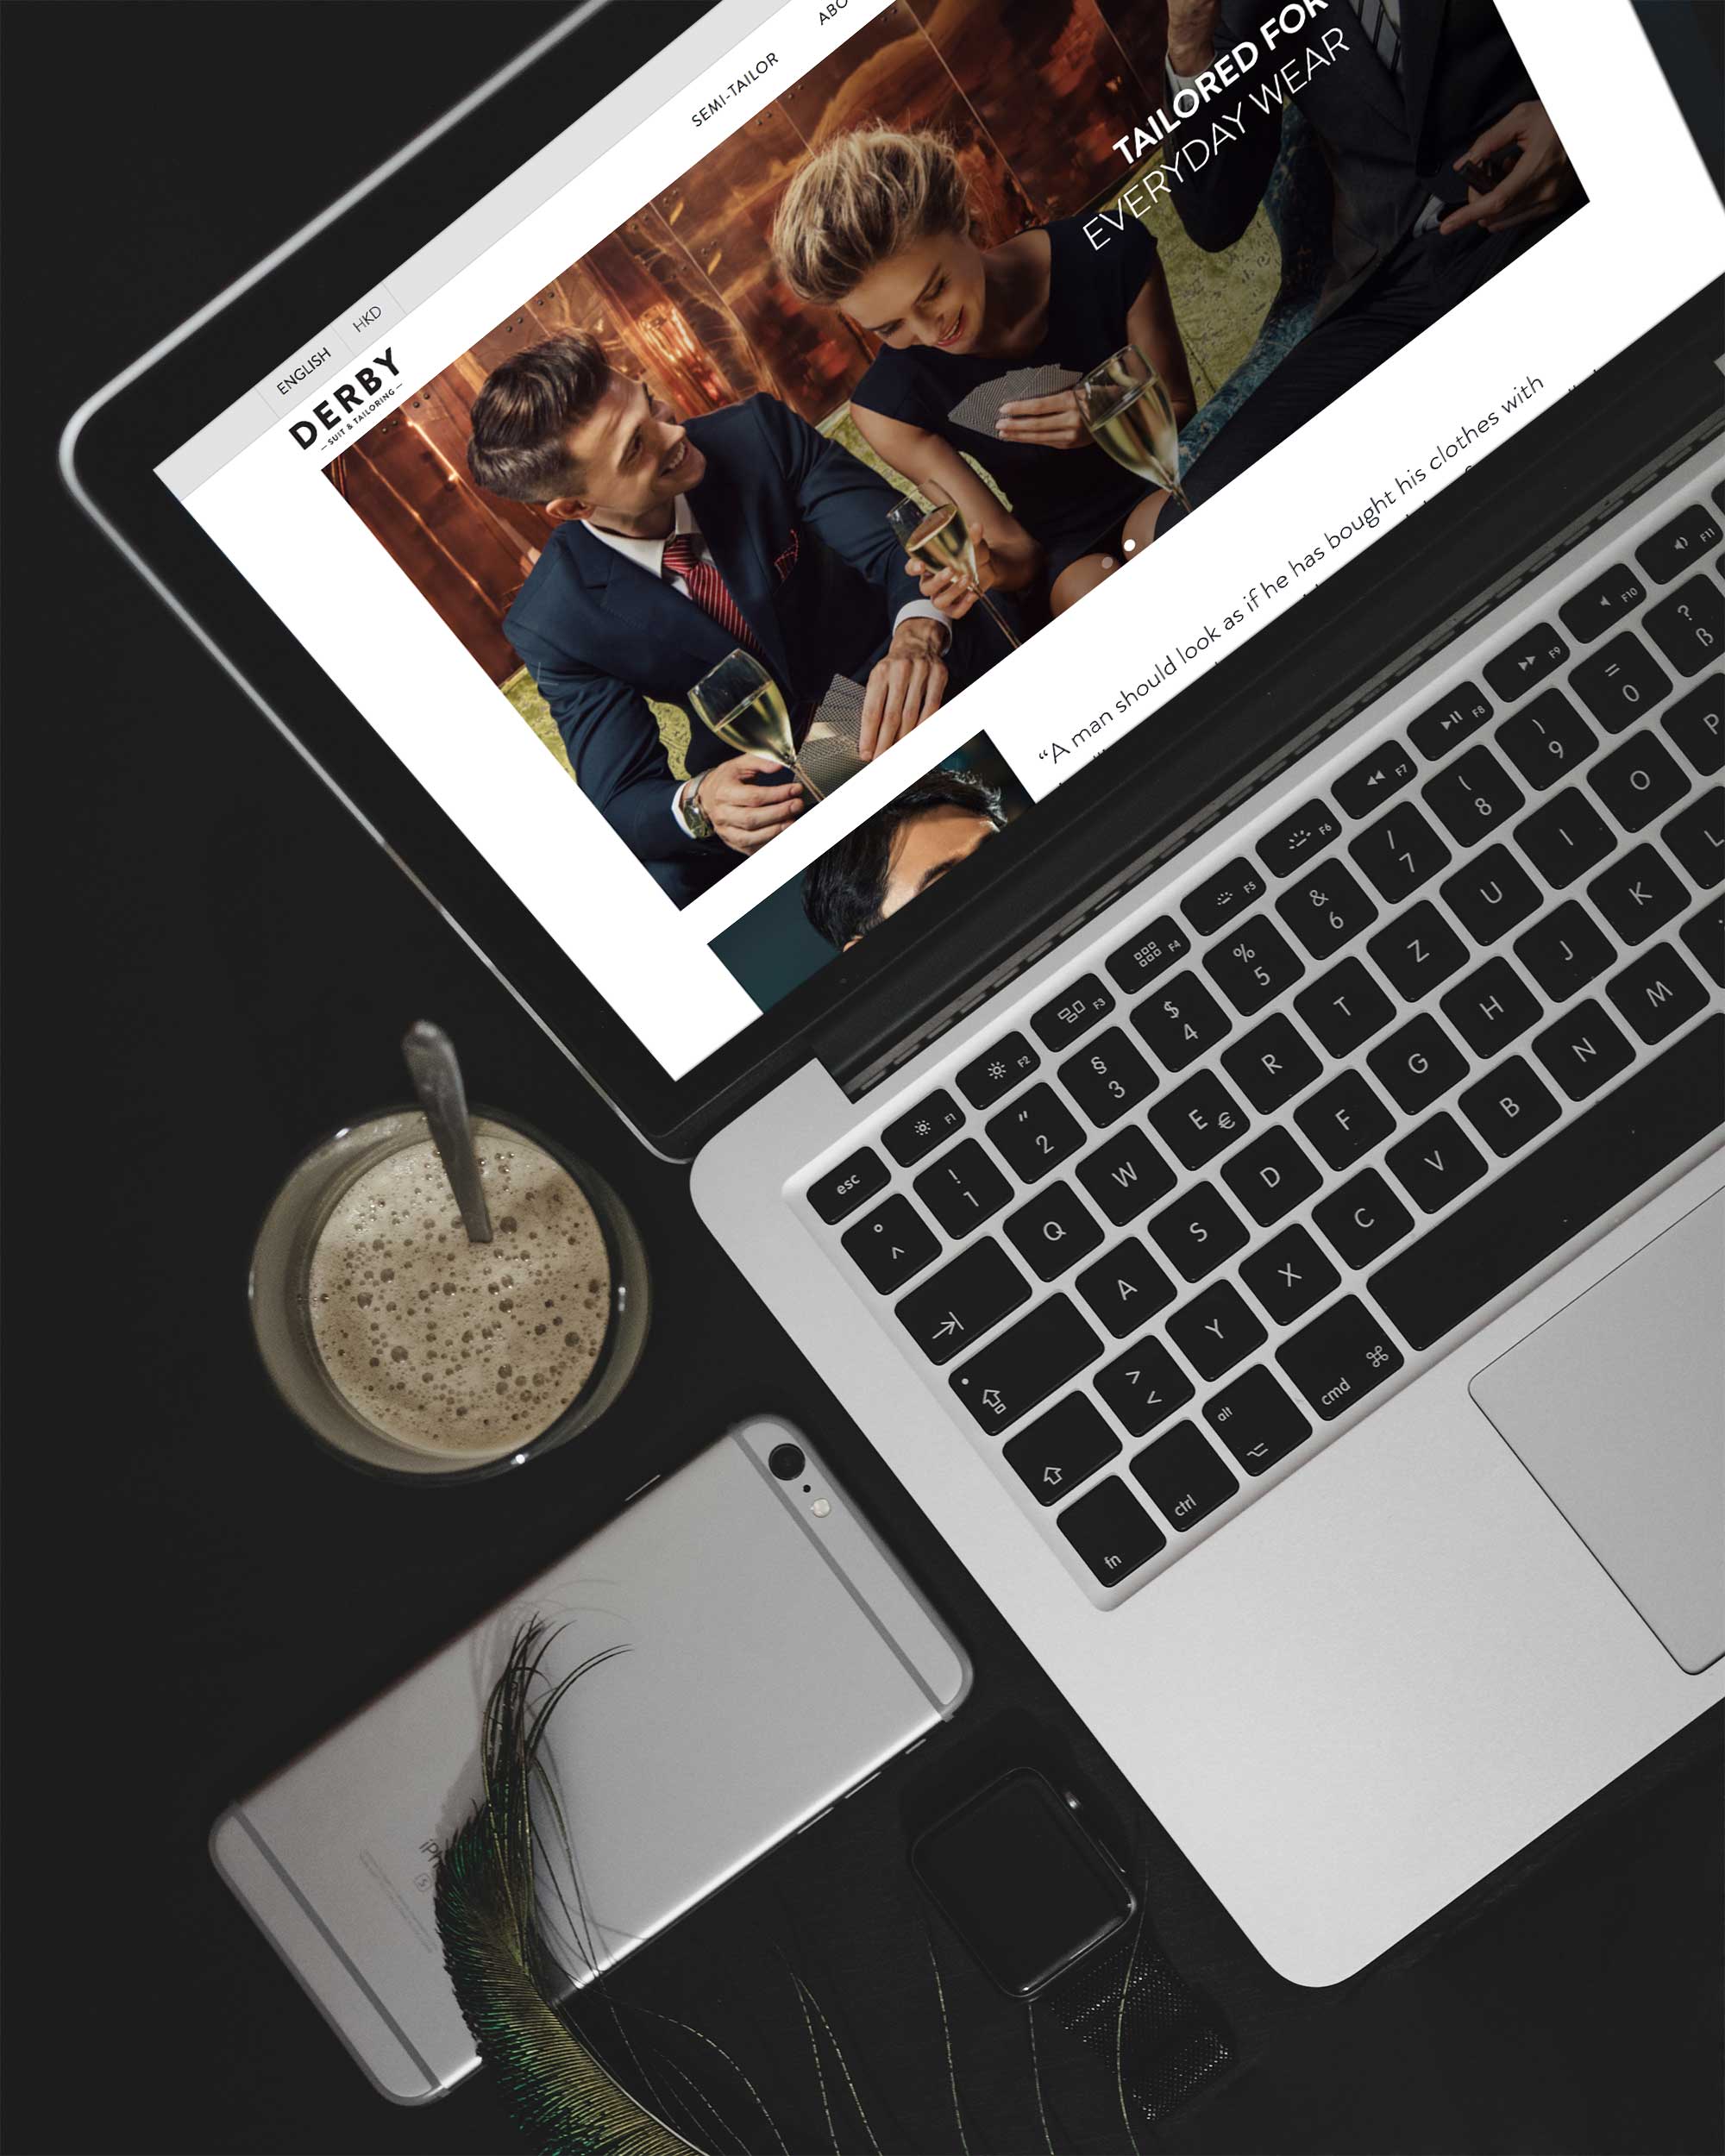 ENGLISH HKD
DERBY
– SUIT & TAILORING –
SEMI-TAILOR
TAILORED FOR
EVERYDAY WEAR
“A man should look as if he has bought his clothes with
esc F1 F2 F3 F4 F5 F6 F7 F8 F9 F10 F11
° ^ ! 1 " 2 § 3 $ 4 % 5 & 6 / 7 ( 8 ) 9 = 0 ? ß
Q W E € R T Z U I O P
A S D F G H J K L
> < Y X C V B N M
fn ctrl alt cmd ⌘